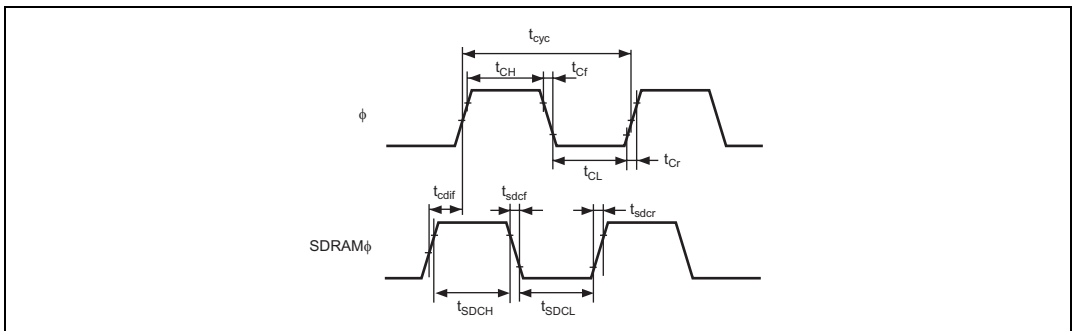 tcyc
tCH
tCf
ϕ
tCL
tCr
tcdif
tsdcf
tsdcr
SDRAMϕ
tSDCH
tSDCL